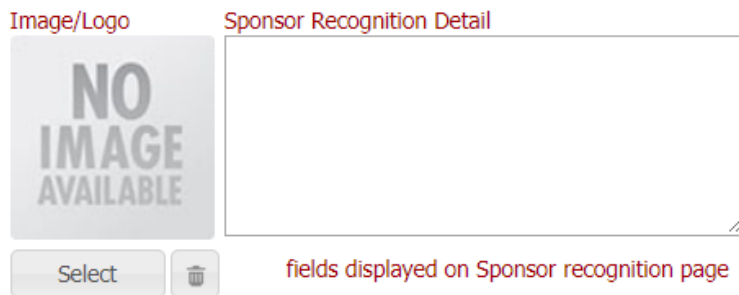 Image/Logo
Sponsor Recognition Detail
NO
IMAGE
AVAILABLE
Select
fields displayed on Sponsor recognition page